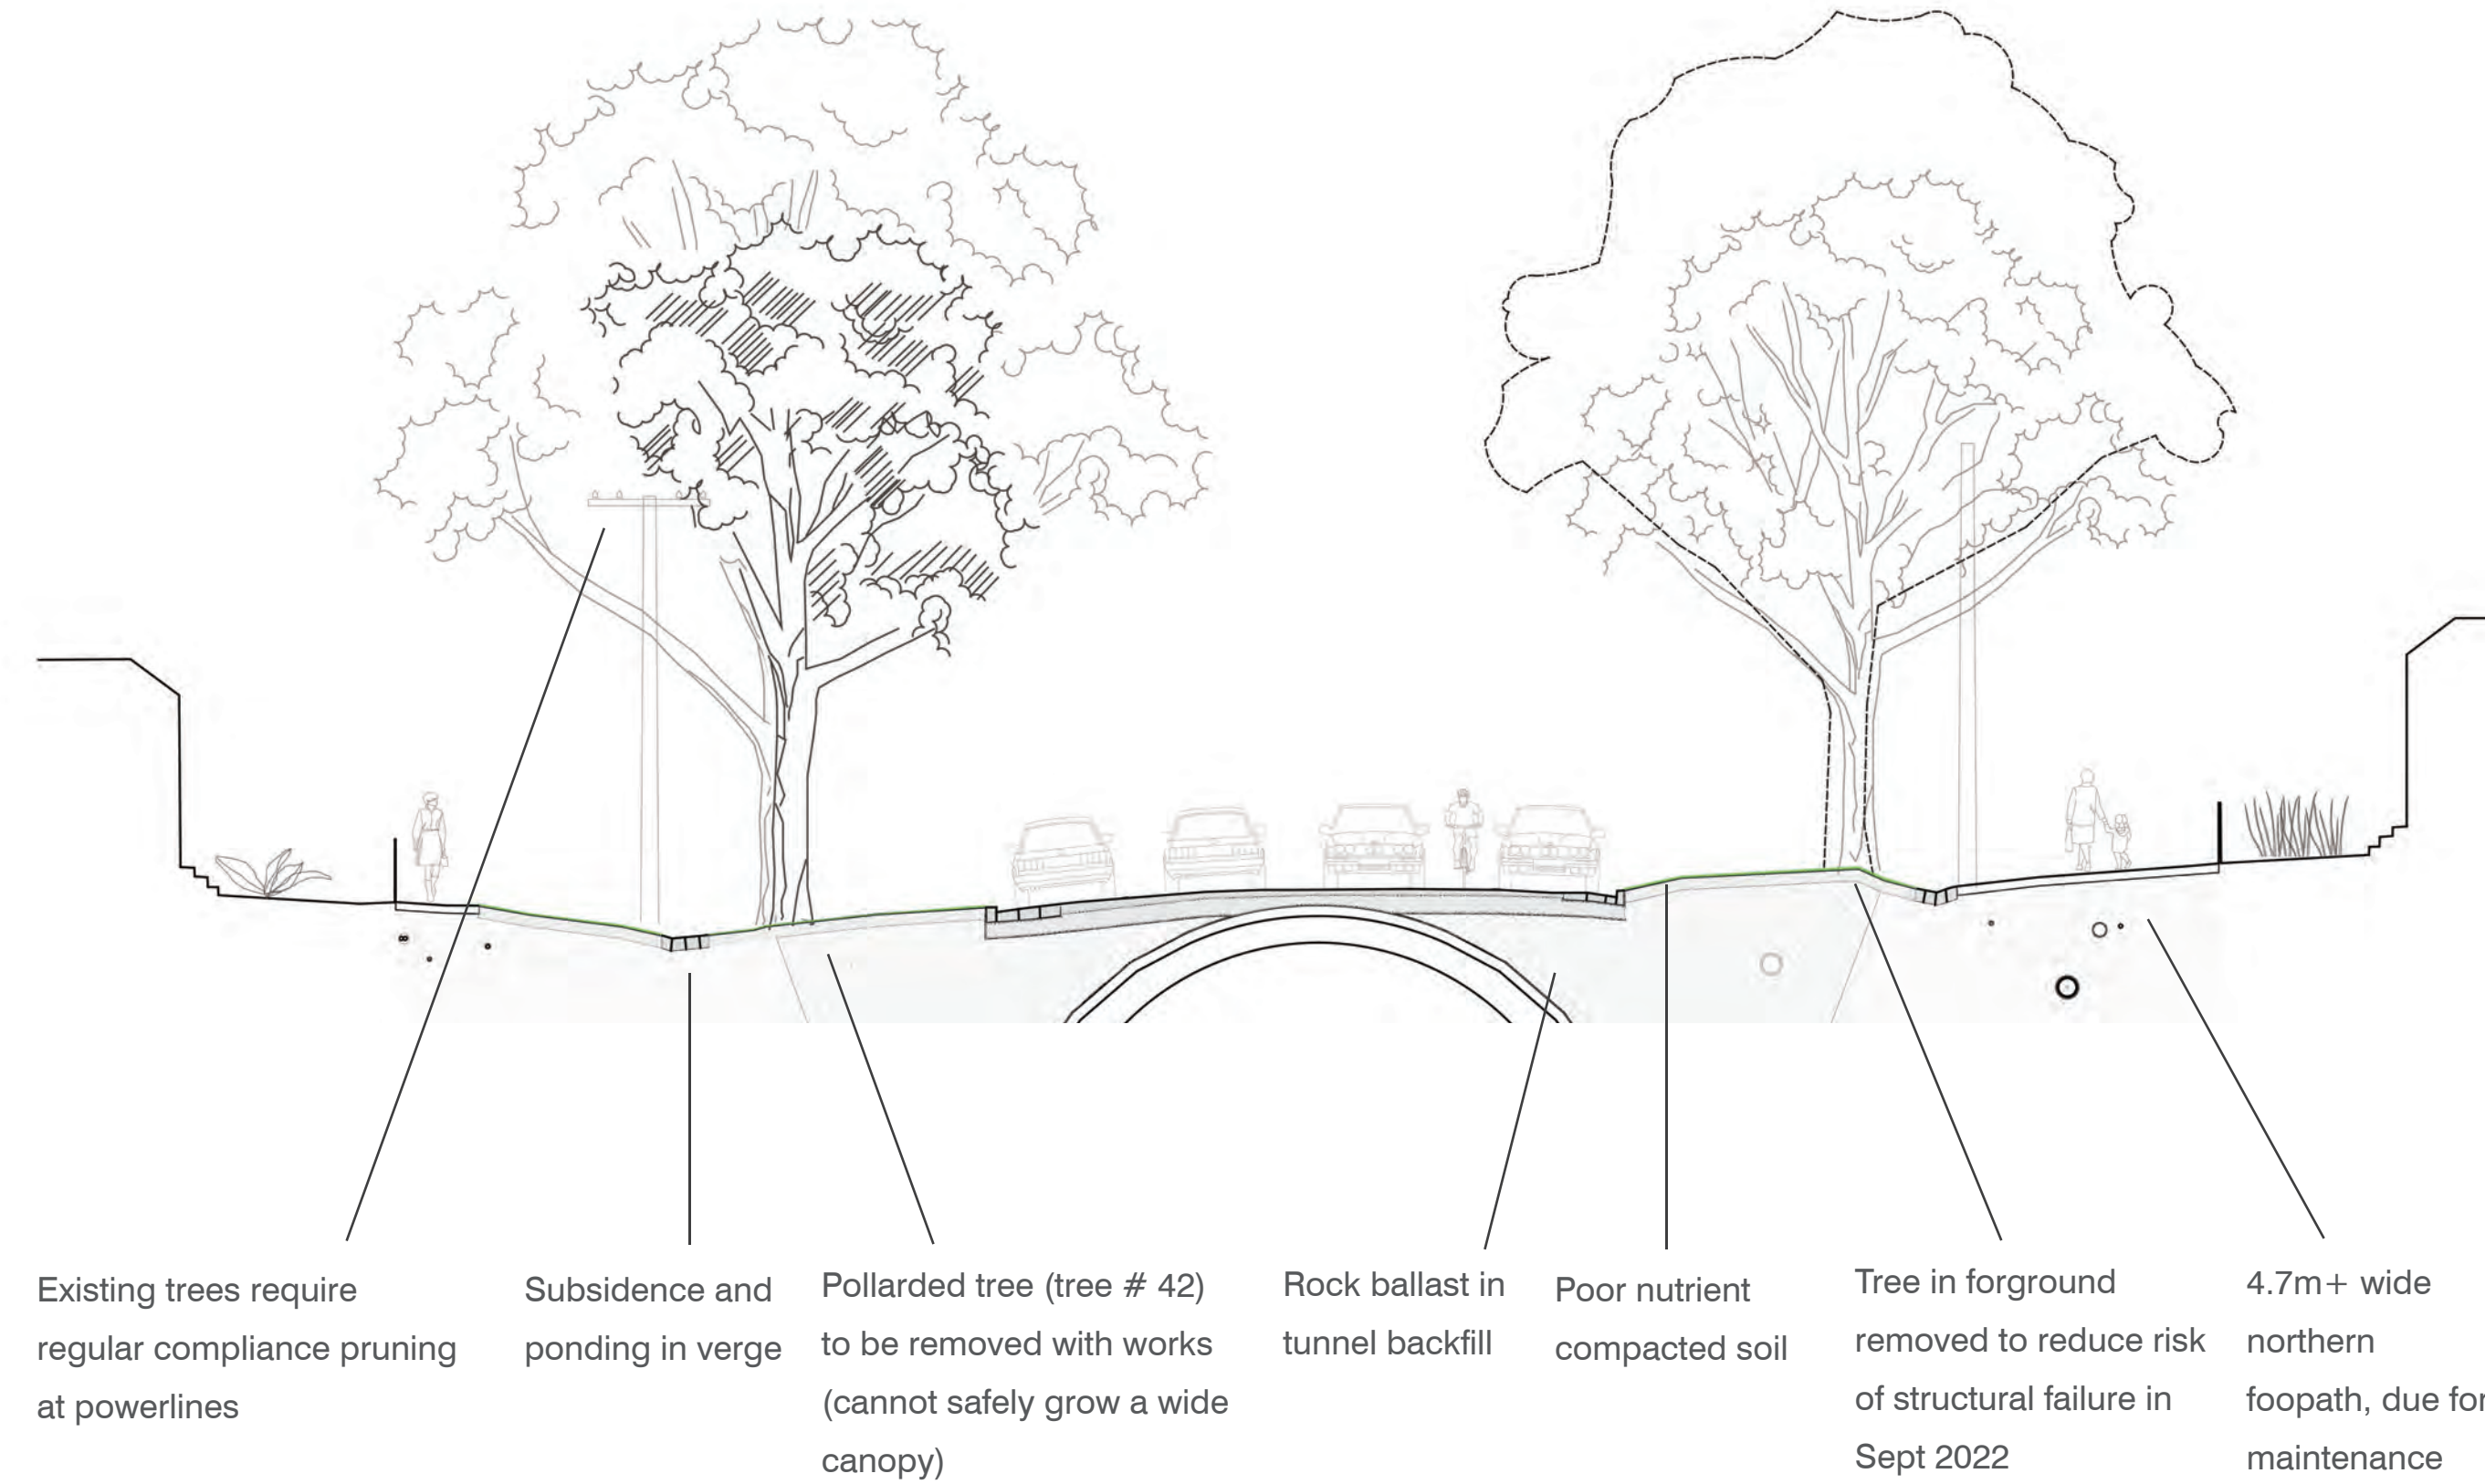 Existing trees require
regular compliance pruning
at powerlines
Subsidence and
ponding in verge
Pollarded tree (tree # 42)
to be removed with works
(cannot safely grow a wide
canopy)
Rock ballast in
tunnel backfill
Poor nutrient
compacted soil
Tree in forground
removed to reduce risk
of structural failure in
Sept 2022
4.7m+ wide
northern
foopath, due for
maintenance